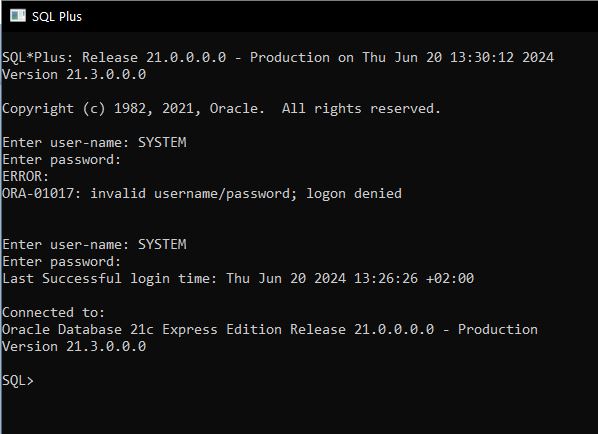 SQL Plus
SQL*Plus: Release 21.0.0.0.0 - Production on Thu Jun 20 13:30:12 2024
Version 21.3.0.0.0
Copyright (c) 1982, 2021, Oracle.  All rights reserved.
Enter user-name: SYSTEM
Enter password:
ERROR:
ORA-01017: invalid username/password; logon denied
Enter user-name: SYSTEM
Enter password:
Last Successful login time: Thu Jun 20 2024 13:26:26 +02:00
Connected to:
Oracle Database 21c Express Edition Release 21.0.0.0.0 - Production
Version 21.3.0.0.0
SQL>